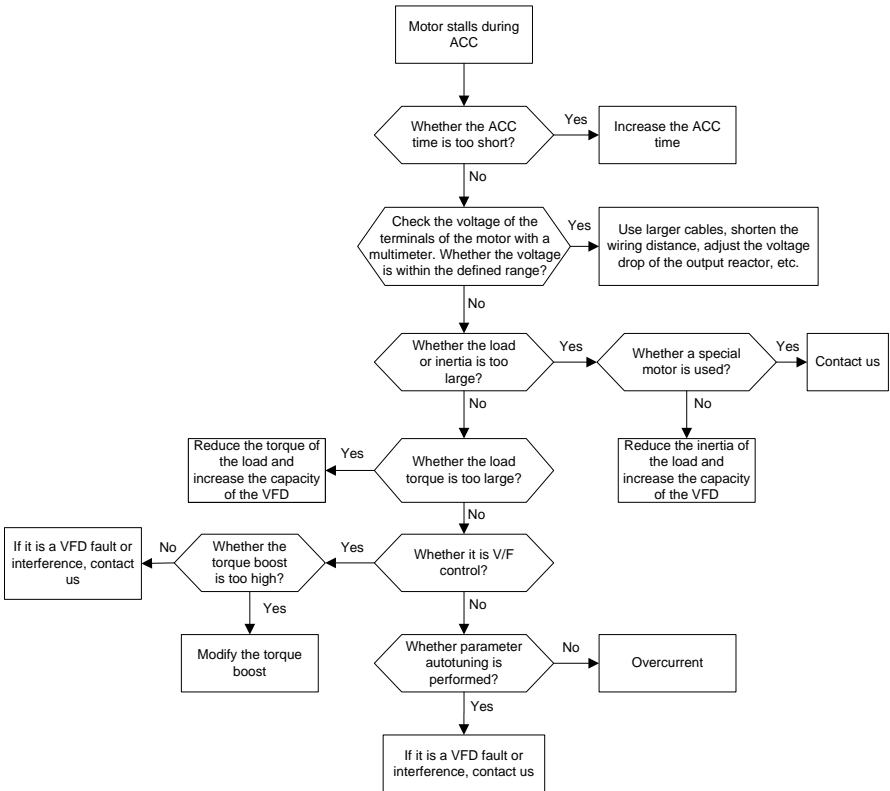 Motor stalls during
ACC
Whether the ACC
time is too short?
Yes
Increase the ACC
time
No
Check the voltage of the
terminals of the motor with a
multimeter. Whether the voltage
is within the defined range?
Yes
Use larger cables, shorten the
wiring distance, adjust the voltage
drop of the output reactor, etc.
No
Whether the load
or inertia is too
large?
Yes
Whether a special
motor is used?
Yes
Contact us
No
No
Reduce the inertia of
the load and
increase the capacity
of the VFD
Whether the load
torque is too large?
Yes
Reduce the torque of
the load and
increase the capacity
of the VFD
No
Whether it is V/F
control?
Yes
Whether the
torque boost
is too high?
No
If it is a VFD fault or
interference, contact
us
Yes
Modify the torque
boost
No
Whether parameter
autotuning is
performed?
No
Overcurrent
Yes
If it is a VFD fault or
interference, contact us